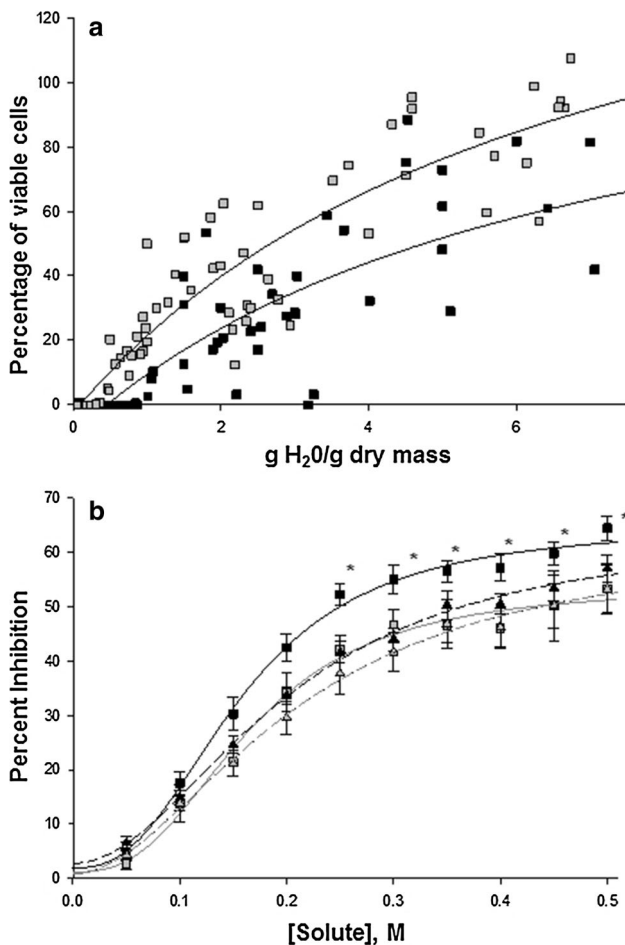 a
120
100
80
60
40
20
0
Percentage of viable cells
0 2 4 6
g H20/g dry mass
b
70
60
50
40
30
20
10
0
Percent Inhibition
* * * * * *
0.0 0.1 0.2 0.3 0.4 0.5
[Solute], M